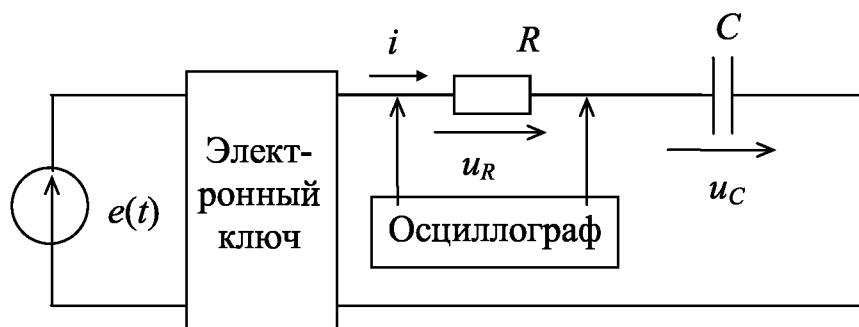 i
R
C
Элект-
ронный
ключ
e(t)
u_R
u_C
Осциллограф